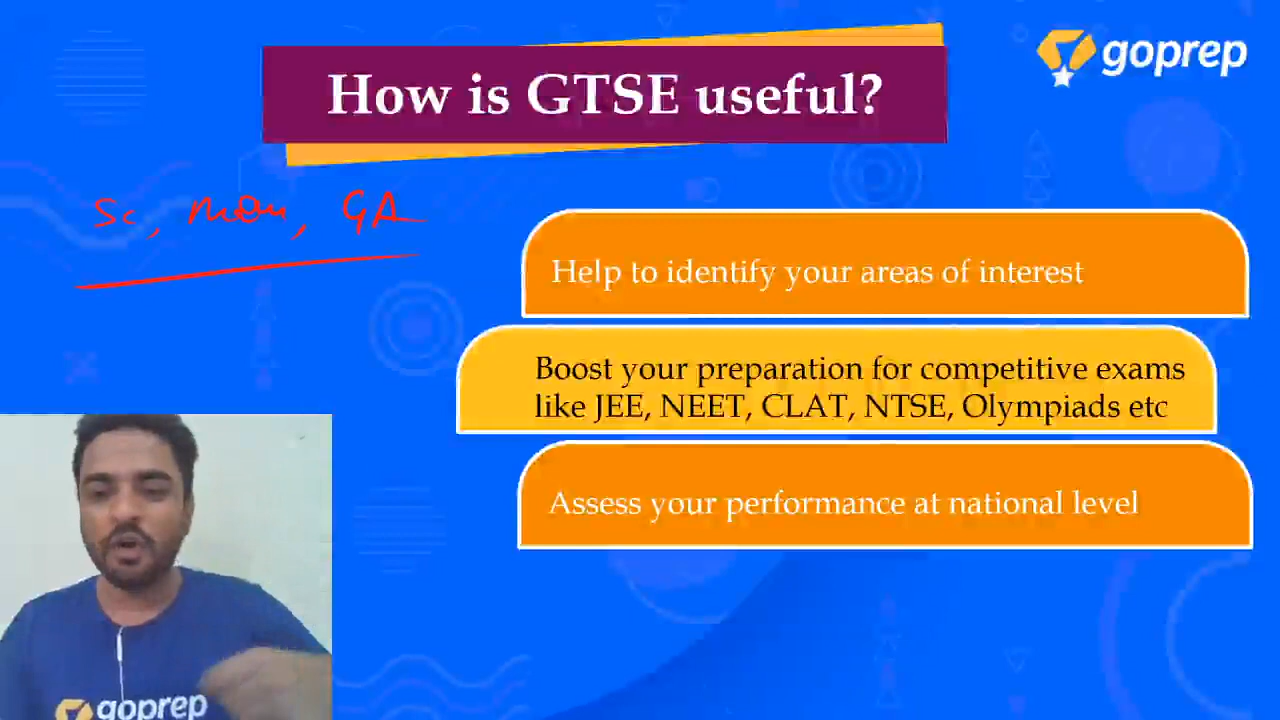 How is GTSE useful?
goprep
Sc, , GA
Help to identify your areas of interest
Boost your preparation for competitive exams
like JEE, NEET, CLAT, NTSE, Olympiads etc
Assess your performance at national level
goprep